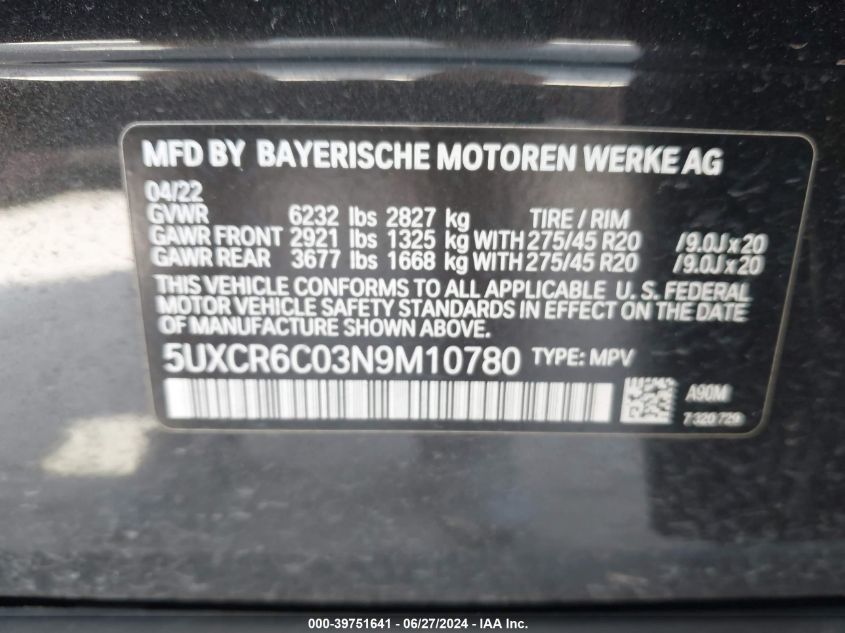 MFD BY BAYERISCHE MOTOREN WERKE AG
04/22
GVWR 6232 lbs 2827 kg TIRE / RIM
GAWR FRONT 2921 lbs 1325 kg WITH 275/45 R20 /9.0J x 20
GAWR REAR 3677 lbs 1668 kg WITH 275/45 R20 /9.0J x 20
THIS VEHICLE CONFORMS TO ALL APPLICABLE U. S. FEDERAL
MOTOR VEHICLE SAFETY STANDARDS IN EFFECT ON THE DATE
OF MANUFACTURE SHOWN ABOVE.
5UXCR6C03N9M10780 TYPE: MPV
A90M
7 320 729
000-39751641 / 06/27/2024 - IAA Inc.